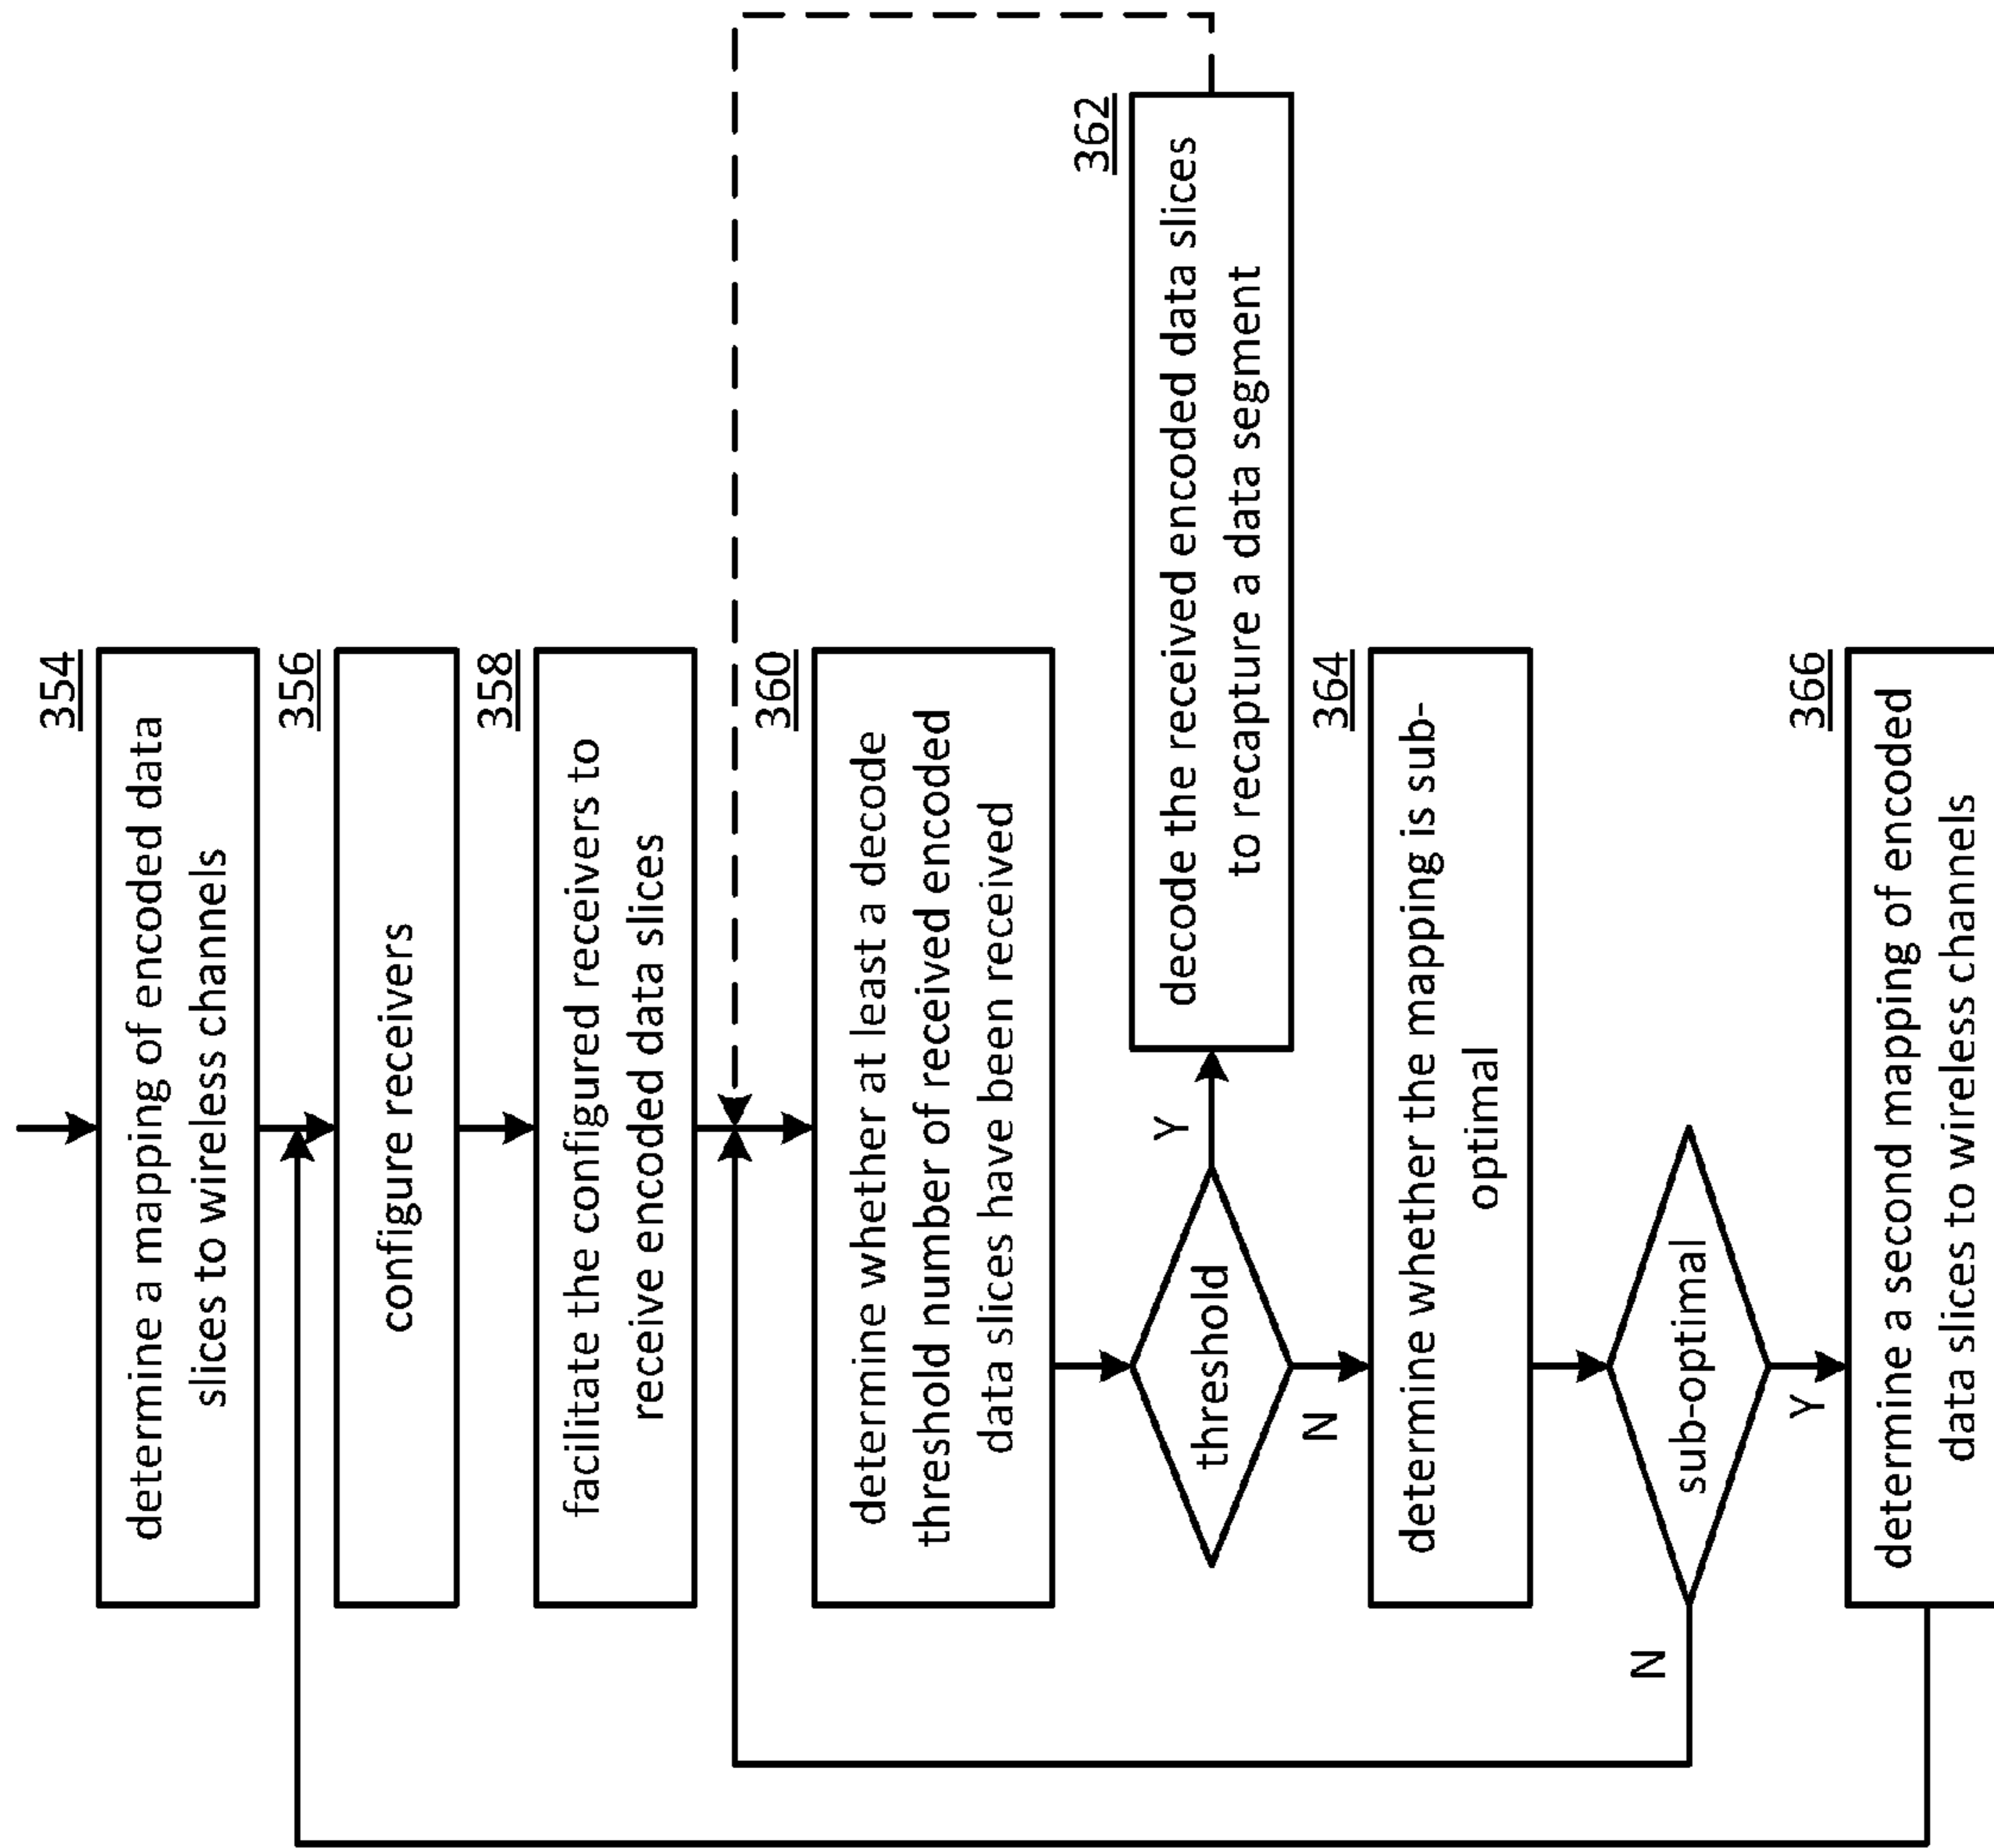 354
determine a mapping of encoded data
slices to wireless channels
356
configure receivers
358
facilitate the configured receivers to
receive encoded data slices
360
determine whether at least a decode
threshold number of received encoded
data slices have been received
threshold
Y
N
362
decode the received encoded data slices
to recapture a data segment
364
determine whether the mapping is sub-
optimal
sub-optimal
N
Y
366
determine a second mapping of encoded
data slices to wireless channels